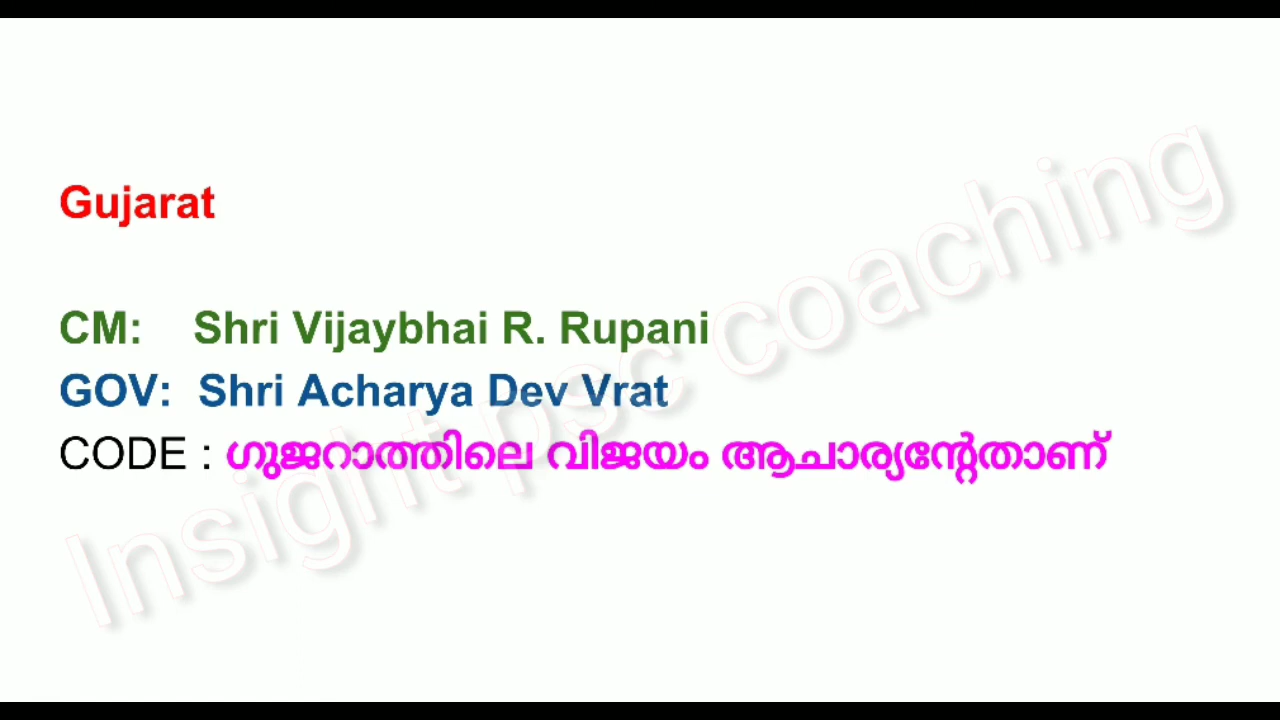 Gujarat
CM: Shri Vijaybhai R. Rupani
GOV: Shri Acharya Dev Vrat
CODE : ഗുജറാത്തിലെ വിജയം ആചാര്യന്റേതാണ്
Insight psc coaching